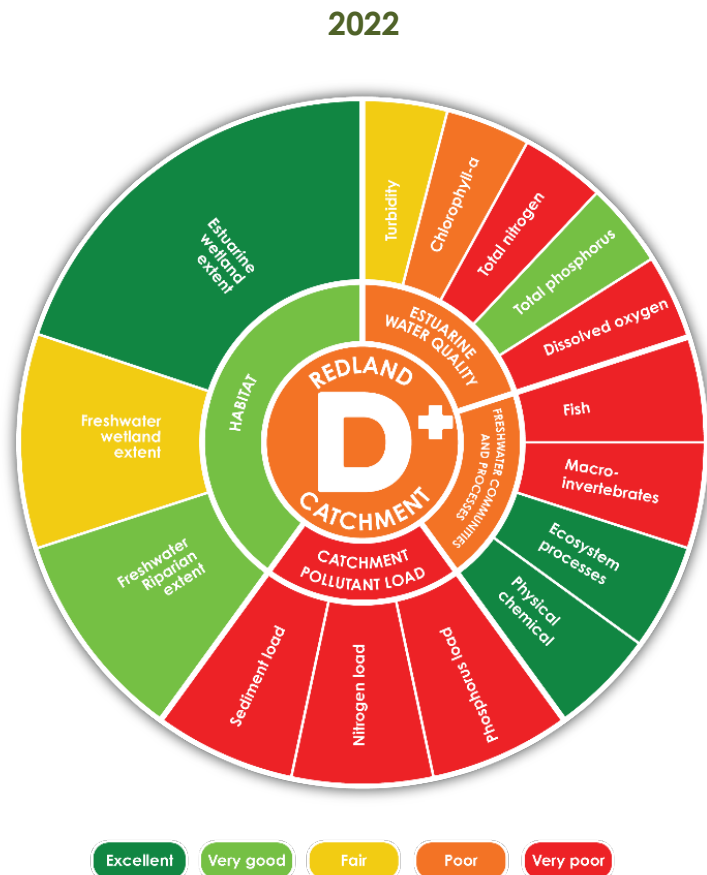 2022
Turbidity
Chlorophyll-a
Total nitrogen
Total phosphorus
Dissolved oxygen
Fish
Macro-
invertebrates
Ecosystem
processes
Physical
chemical
Phosphorus load
Nitrogen load
Sediment load
Freshwater
Riparian
extent
Freshwater
wetland
extent
Estuarine
wetland
extent
HABITAT
ESTUARINE
WATER QUALITY
FRESHWATER COMMUNITIES
AND PROCESSES
CATCHMENT
POLLUTANT LOAD
REDLAND
D+
CATCHMENT
Excellent
Very good
Fair
Poor
Very poor